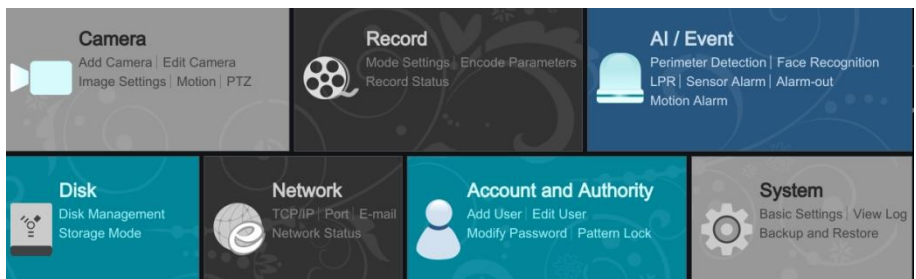 Camera
Add Camera | Edit Camera
Image Settings | Motion | PTZ
Record
Mode Settings | Encode Parameters
Record Status
AI / Event
Perimeter Detection | Face Recognition
LPR | Sensor Alarm | Alarm-out
Motion Alarm
Disk
Disk Management
Storage Mode
Network
TCP/IP | Port | E-mail
Network Status
Account and Authority
Add User | Edit User
Modify Password | Pattern Lock
System
Basic Settings | View Log
Backup and Restore